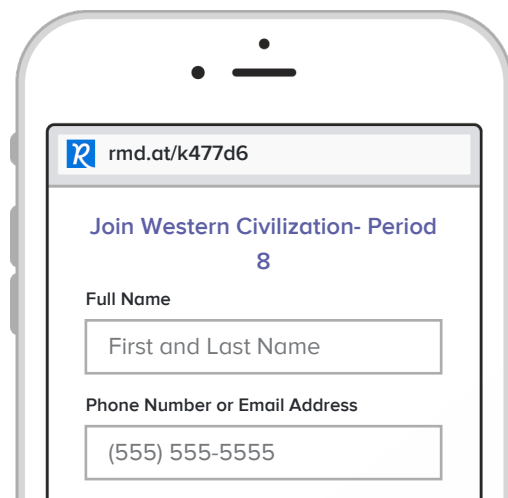 rmd.at/k477d6
Join Western Civilization- Period
8
Full Name
First and Last Name
Phone Number or Email Address
(555) 555-5555